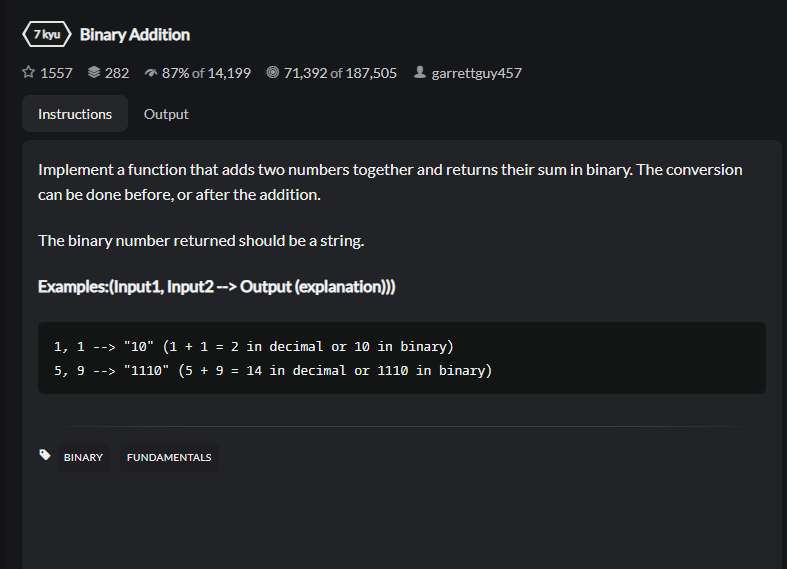 7 kyu Binary Addition
1557 282 87% of 14,199 71,392 of 187,505 garrettguy457
Instructions Output
Implement a function that adds two numbers together and returns their sum in binary. The conversion
can be done before, or after the addition.
The binary number returned should be a string.
Examples:(Input1, Input2 --> Output (explanation)))
1, 1 --> "10" (1 + 1 = 2 in decimal or 10 in binary)
5, 9 --> "1110" (5 + 9 = 14 in decimal or 1110 in binary)
BINARY FUNDAMENTALS